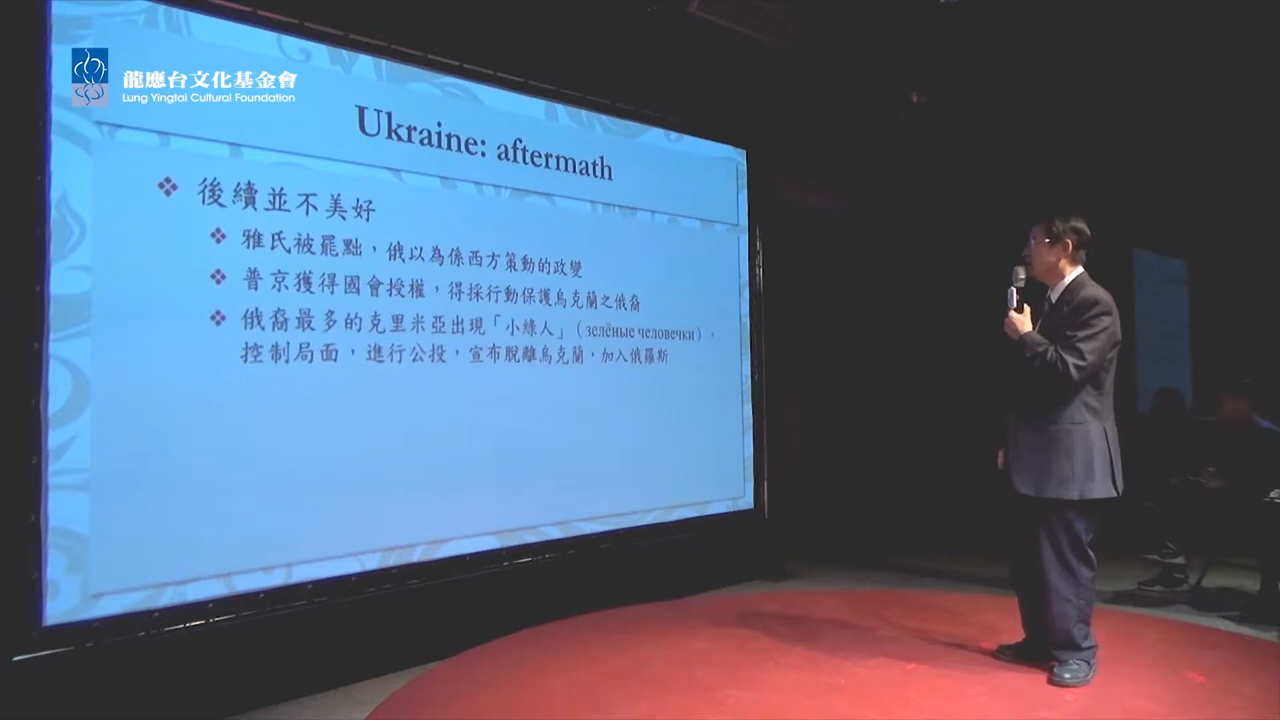 龍應台文化基金會
Lung Yingtai Cultural Foundation
Ukraine: aftermath
後續並不美好
雅氏被罷黜，俄以為係西方策動的政變
普京獲得國會授權，得採行動保護烏克蘭之俄裔
俄裔最多的克里米亞出現「小綠人」（зелёные человечки），
控制局面，進行公投，宣布脫離烏克蘭，加入俄羅斯